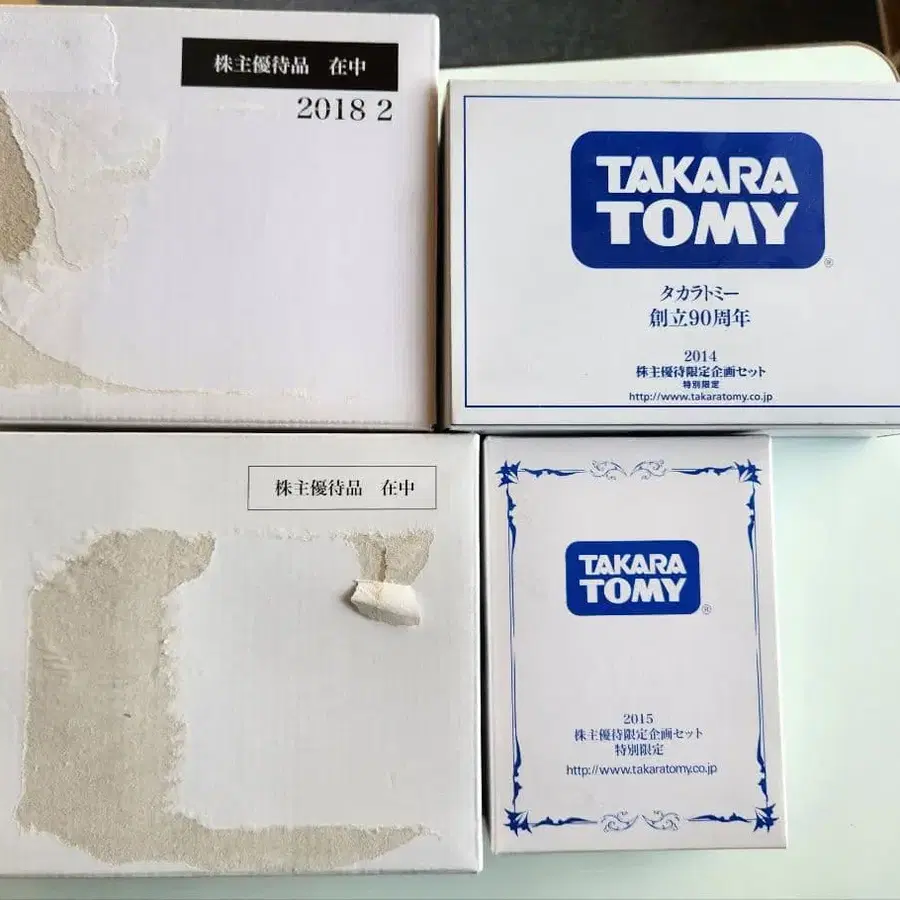 株主優待品 在中
2018 2
TAKARA
TOMY
®
タカラトミー
創立90周年
2014
株主優待限定企画セット
特別限定
http://www.takaratomy.co.jp
株主優待品 在中
TAKARA
TOMY
®
2015
株主優待限定企画セット
特別限定
http://www.takaratomy.co.jp